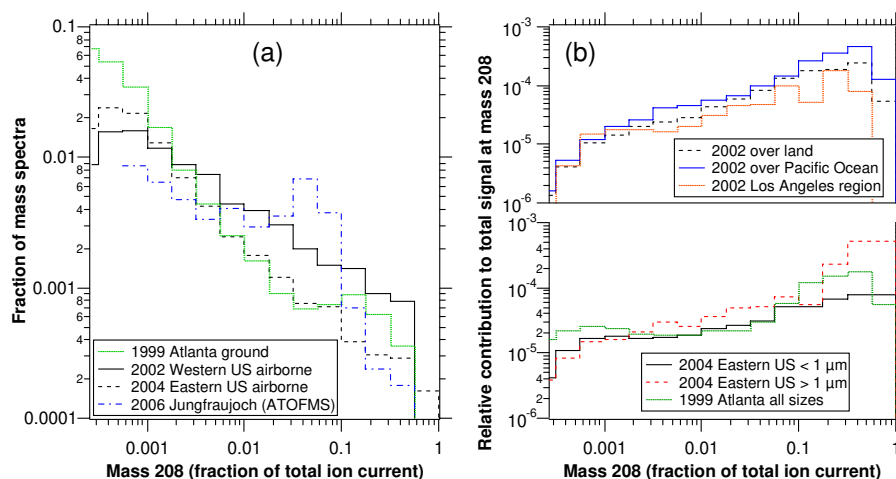 (a)
Fraction of mass spectra
0.1
8
6
4
2
0.01
8
6
4
2
0.001
8
6
4
2
0.0001
1999 Atlanta ground
2002 Western US airborne
2004 Eastern US airborne
2006 Jungfraujoch (ATOFMS)
0.001
0.01
0.1
1
Mass 208 (fraction of total ion current)
(b)
Relative contribution to total signal at mass 208
10-3
10-4
10-5
10-6
2002 over land
2002 over Pacific Ocean
2002 Los Angeles region
10-3
4
2
10-4
4
2
10-5
4
2
10-6
2004 Eastern US < 1 µm
2004 Eastern US > 1 µm
1999 Atlanta all sizes
0.001
0.01
0.1
1
Mass 208 (fraction of total ion current)